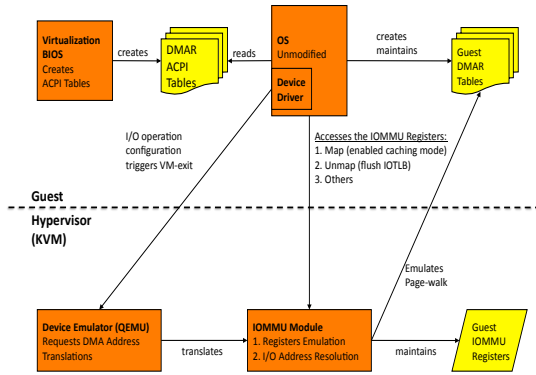 Virtualization
BIOS
Creates
ACPI Tables
creates
DMAR
ACPI
Tables
reads
OS
Unmodified
Device
Driver
creates
maintains
Guest
DMAR
Tables
I/O operation
configuration
triggers VM-exit
Accesses the IOMMU Registers:
1. Map (enabled caching mode)
2. Unmap (flush IOTLB)
3. Others
Guest
Hypervisor
(KVM)
Emulates
Page-walk
Device Emulator (QEMU)
Requests DMA Address
Translations
translates
IOMMU Module
1. Registers Emulation
2. I/O Address Resolution
maintains
Guest
IOMMU
Registers